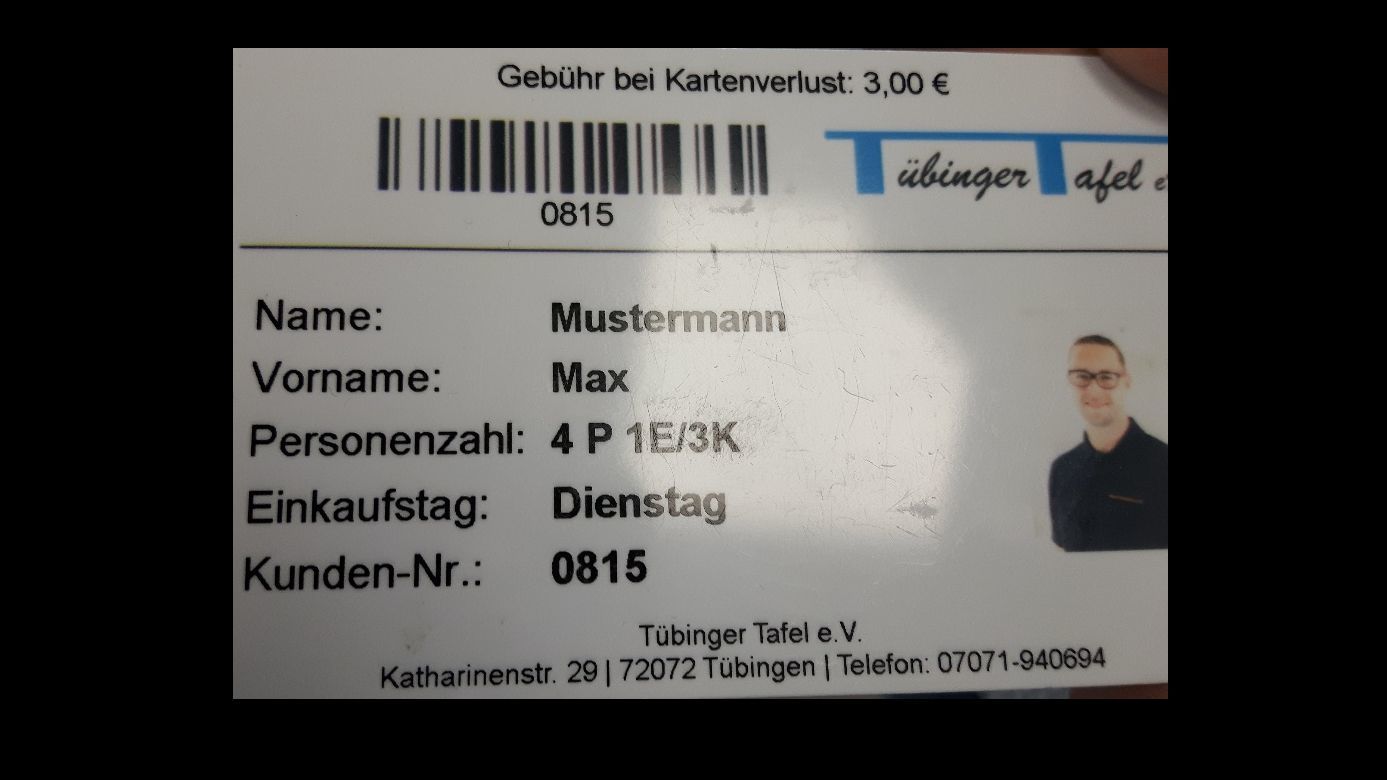 Gebühr bei Kartenverlust: 3,00 €
0815
Tübinger Tafel
Name: Mustermann
Vorname: Max
Personenzahl: 4 P 1E/3K
Einkaufstag: Dienstag
Kunden-Nr.: 0815
Tübinger Tafel e.V.
Katharinenstr. 29 | 72072 Tübingen | Telefon: 07071-940694